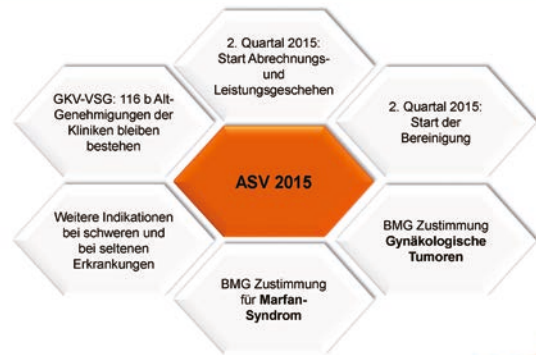 2. Quartal 2015:
Start Abrechnungs-
und
Leistungsgeschehen
GKV-VSG: 116 b Alt-
Genehmigungen der
Kliniken bleiben
bestehen
2. Quartal 2015:
Start der
Bereinigung
ASV 2015
Weitere Indikationen
bei schweren und
bei seltenen
Erkrankungen
BMG Zustimmung
Gynäkologische
Tumoren
BMG Zustimmung
für Marfan-
Syndrom